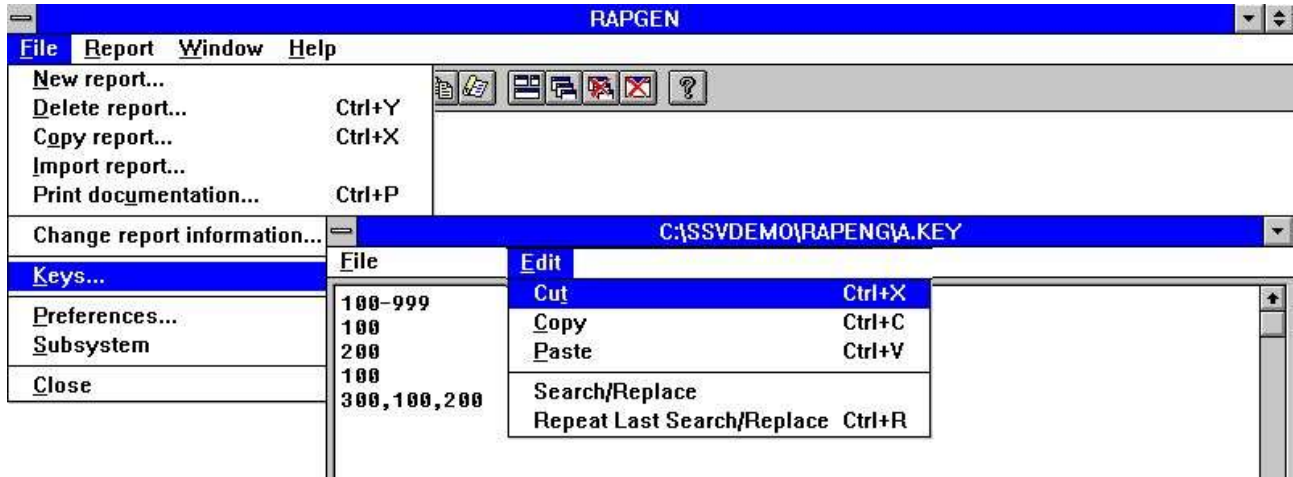 RAPGEN
File Report Window Help
New report...
Delete report... Ctrl+Y
Copy report... Ctrl+X
Import report...
Print documentation... Ctrl+P
Change report information...
Keys...
Preferences...
Subsystem
Close
C:\SSVDEMO\RAPENG\A.KEY
File Edit
Cut Ctrl+X
Copy Ctrl+C
Paste Ctrl+V
Search/Replace
Repeat Last Search/Replace Ctrl+R
100-999
100
200
100
300,100,200